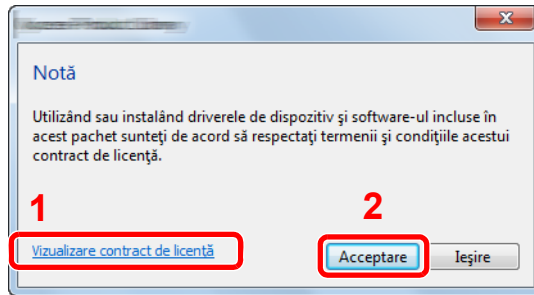 Notă
Utilizând sau instalând driverele de dispozitiv şi software-ul incluse în
acest pachet sunteţi de acord să respectaţi termenii şi condiţiile acestui
contract de licenţă.
1
2
Vizualizare contract de licenţă
Acceptare
Ieşire